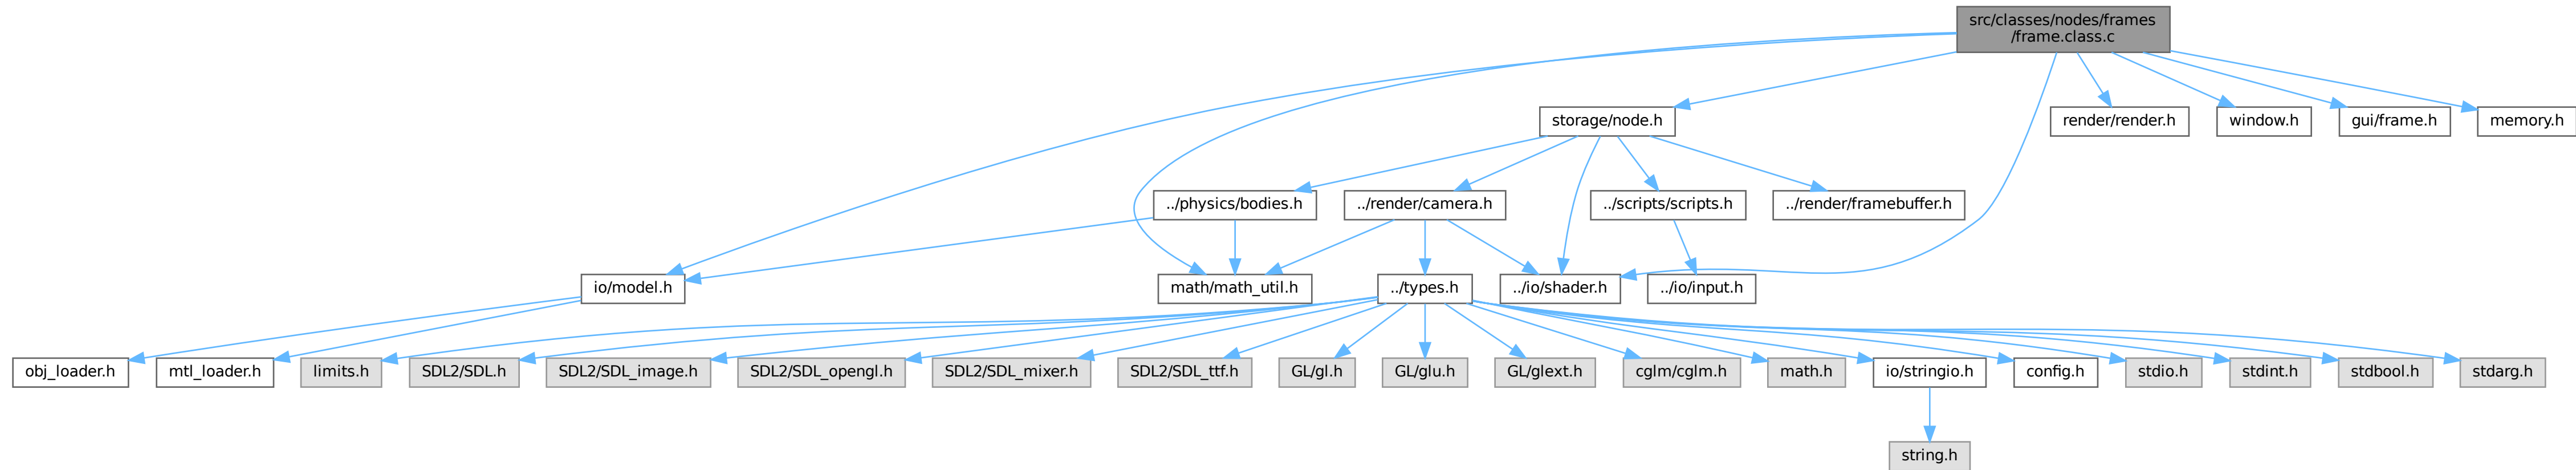 src/classes/nodes/frames
/frame.class.c
storage/node.h
render/render.h
window.h
gui/frame.h
memory.h
../physics/bodies.h
../render/camera.h
../scripts/scripts.h
../render/framebuffer.h
io/model.h
math/math_util.h
../types.h
../io/shader.h
../io/input.h
obj_loader.h
mtl_loader.h
limits.h
SDL2/SDL.h
SDL2/SDL_image.h
SDL2/SDL_opengl.h
SDL2/SDL_mixer.h
SDL2/SDL_ttf.h
GL/gl.h
GL/glu.h
GL/glext.h
cglm/cglm.h
math.h
io/stringio.h
config.h
stdio.h
stdint.h
stdbool.h
stdarg.h
string.h